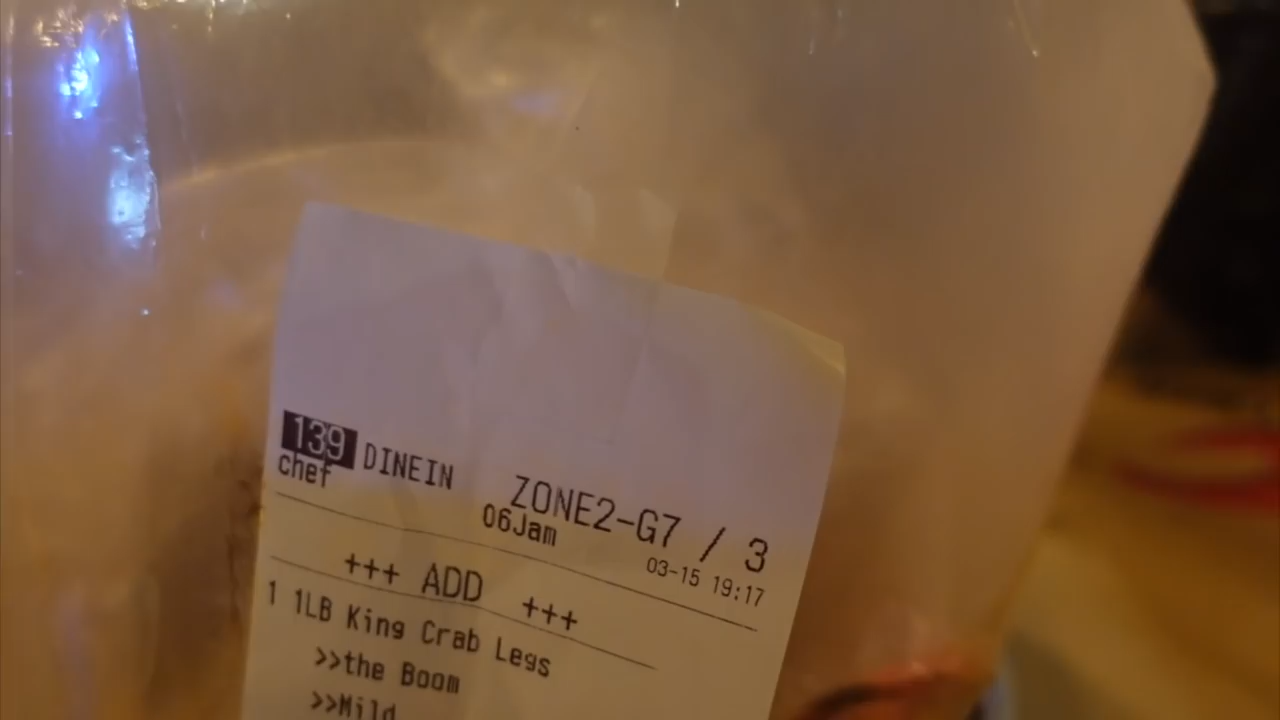 139 DINEIN ZONE2-G7 / 3
chef 06Jam 03-15 19:17
+++ ADD +++
1 1LB King Crab Legs
>>the Boom
>>Mild